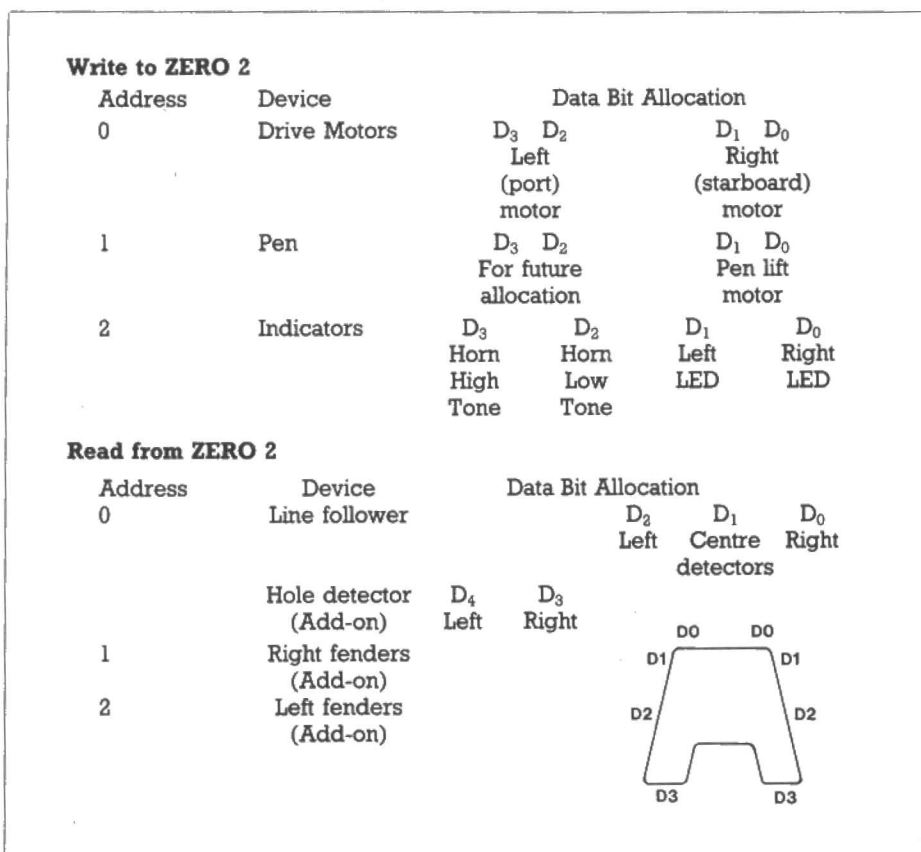 Write to ZERO 2
Address Device Data Bit Allocation
0 Drive Motors D₃ D₂ D₁ D₀
Left Right
(port) (starboard)
motor motor
1 Pen D₃ D₂ D₁ D₀
For future Pen lift
allocation motor
2 Indicators D₃ D₂ D₁ D₀
Horn Horn Left Right
High Low LED LED
Tone Tone
Read from ZERO 2
Address Device Data Bit Allocation
0 Line follower D₂ D₁ D₀
Left Centre Right
detectors
Hole detector D₄ D₃
(Add-on) Left Right
D0 D0
1 Right fenders D1 D1
(Add-on)
2 Left fenders D2 D2
(Add-on)
D3 D3